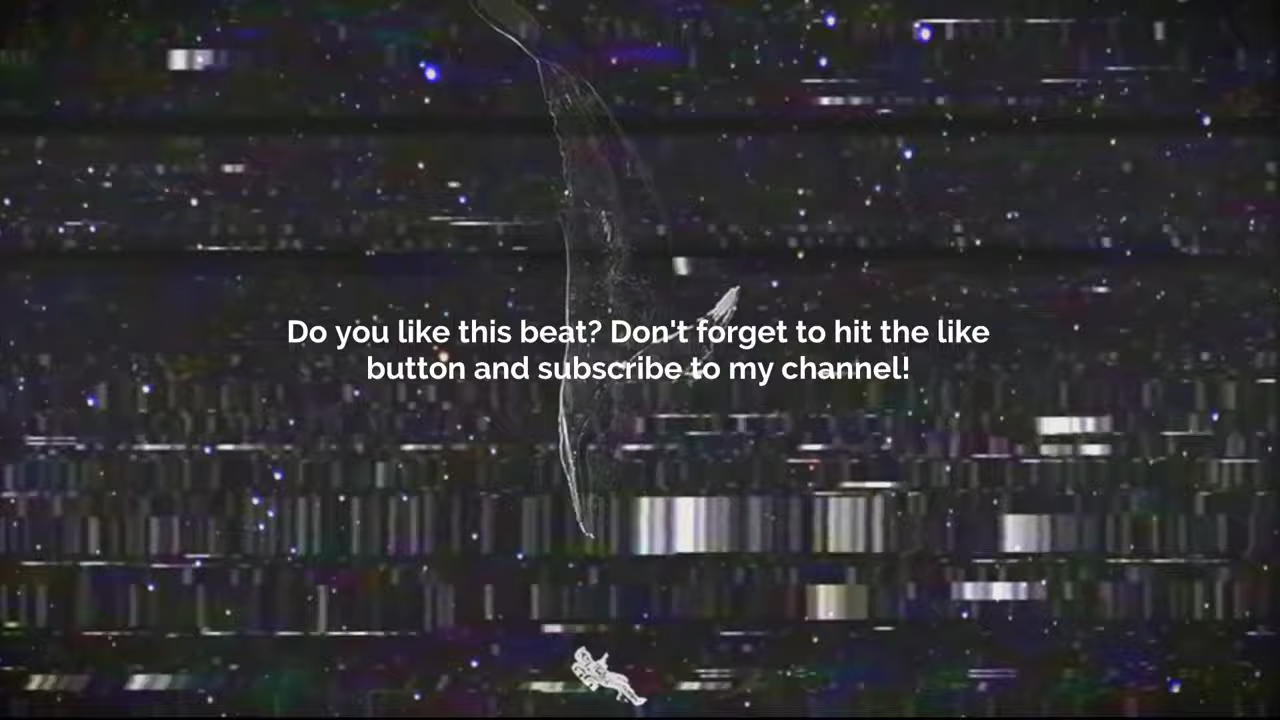 Do you like this beat? Don't forget to hit the like
button and subscribe to my channel!